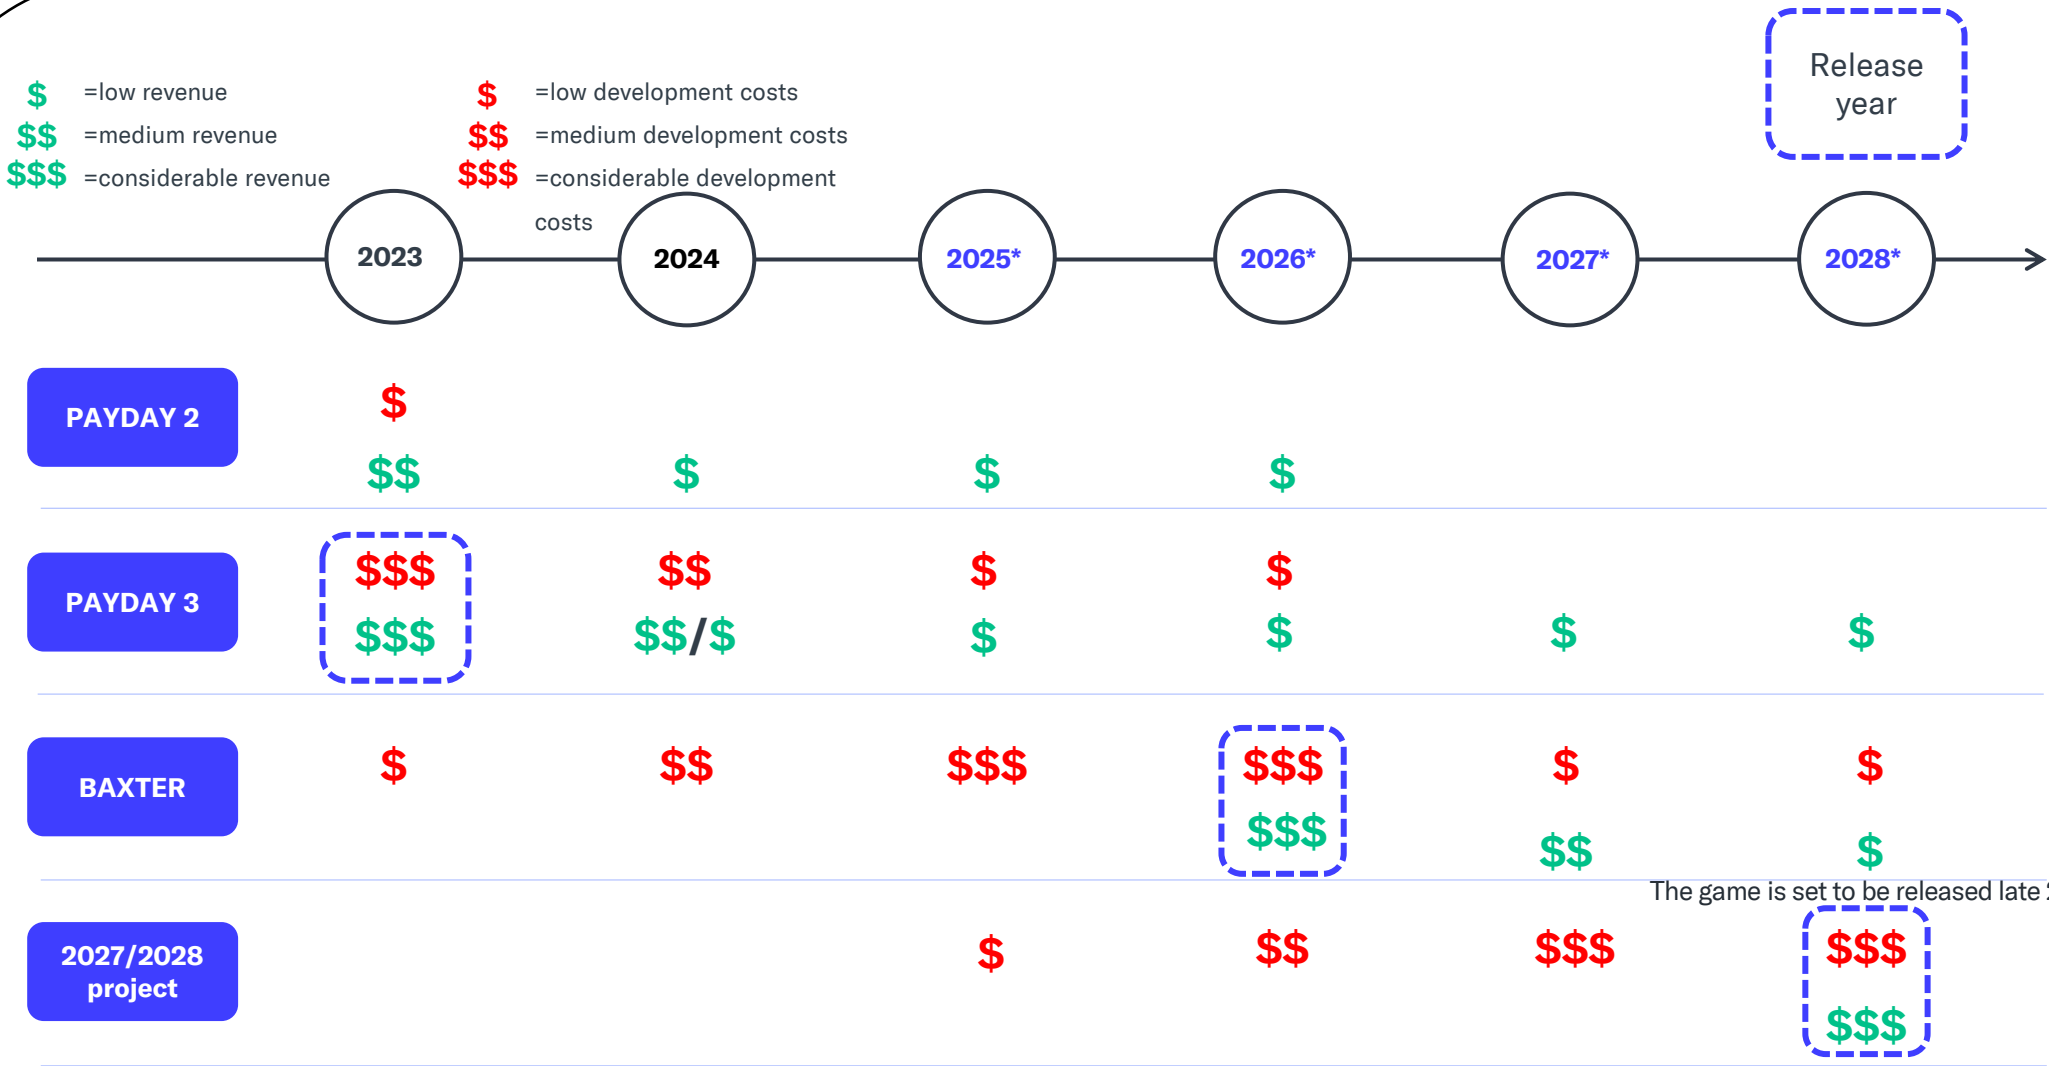 Release
year
$ =low revenue
$$ =medium revenue
$$$ =considerable revenue
$ =low development costs
$$ =medium development costs
$$$ =considerable development
costs
2023 2024 2025* 2026* 2027* 2028*
PAYDAY 2
$
$$ $ $ $
PAYDAY 3
$$$ $$ $ $
$$$ $$/$ $ $ $ $
BAXTER
$ $$ $$$ $$$ $ $
$$$ $$ $
The game is set to be released late
2027/2028
project
$ $$ $$$ $$$
$$$